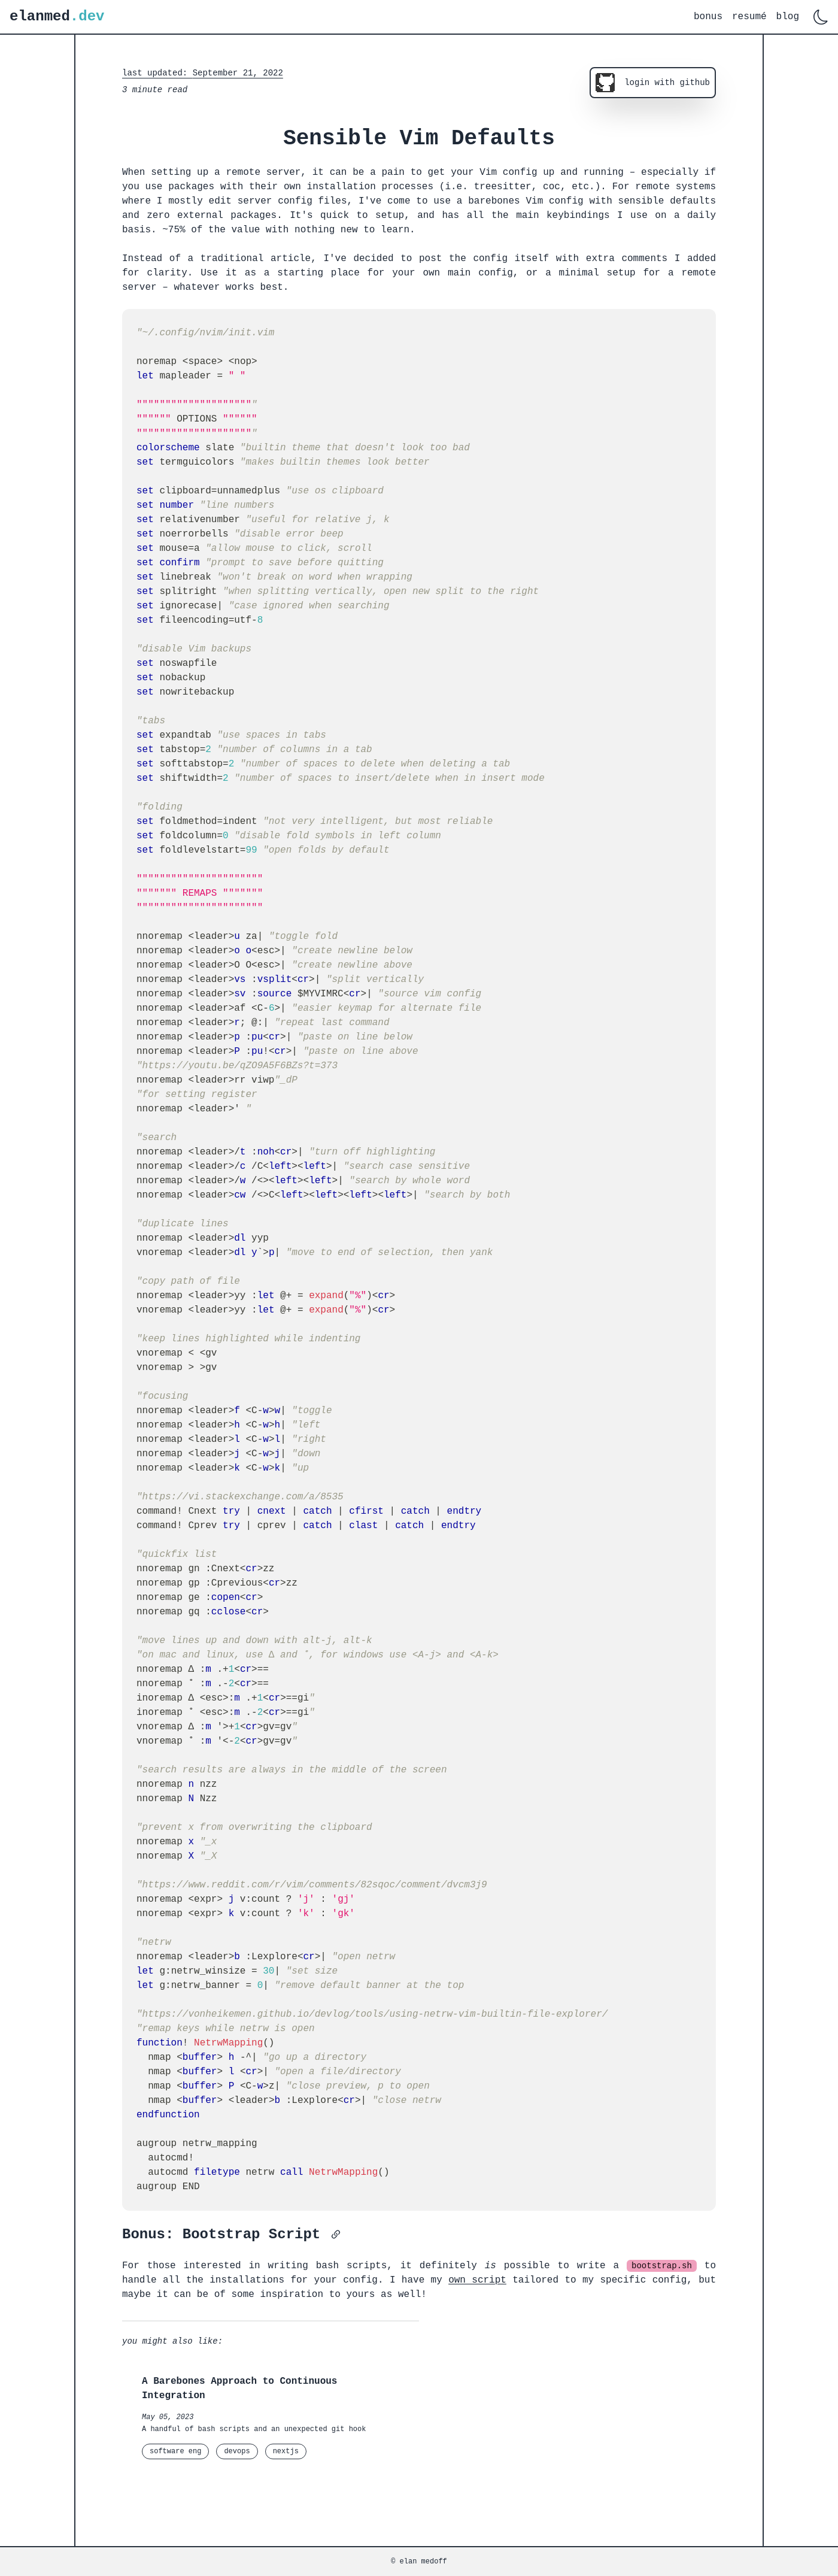 elanmed.dev
bonus resumé blog
last updated: September 21, 2022
login with github
3 minute read
Sensible Vim Defaults
When setting up a remote server, it can be a pain to get your Vim config up and running – especially if
you use packages with their own installation processes (i.e. treesitter, coc, etc.). For remote systems
where I mostly edit server config files, I've come to use a barebones Vim config with sensible defaults
and zero external packages. It's quick to setup, and has all the main keybindings I use on a daily
basis. ~75% of the value with nothing new to learn.
Instead of a traditional article, I've decided to post the config itself with extra comments I added
for clarity. Use it as a starting place for your own main config, or a minimal setup for a remote
server – whatever works best.
"~/.config/nvim/init.vim
noremap <space> <nop>
let mapleader = " "
"""""""""""""""""""""
"""""" OPTIONS """"""
"""""""""""""""""""""
colorscheme slate "builtin theme that doesn't look too bad
set termguicolors "makes builtin themes look better
set clipboard=unnamedplus "use os clipboard
set number "line numbers
set relativenumber "useful for relative j, k
set noerrorbells "disable error beep
set mouse=a "allow mouse to click, scroll
set confirm "prompt to save before quitting
set linebreak "won't break on word when wrapping
set splitright "when splitting vertically, open new split to the right
set ignorecase| "case ignored when searching
set fileencoding=utf-8
"disable Vim backups
set noswapfile
set nobackup
set nowritebackup
"tabs
set expandtab "use spaces in tabs
set tabstop=2 "number of columns in a tab
set softtabstop=2 "number of spaces to delete when deleting a tab
set shiftwidth=2 "number of spaces to insert/delete when in insert mode
"folding
set foldmethod=indent "not very intelligent, but most reliable
set foldcolumn=0 "disable fold symbols in left column
set foldlevelstart=99 "open folds by default
""""""""""""""""""""""
""""""" REMAPS """""""
""""""""""""""""""""""
nnoremap <leader>u za| "toggle fold
nnoremap <leader>o o<esc>| "create newline below
nnoremap <leader>O O<esc>| "create newline above
nnoremap <leader>vs :vsplit<cr>| "split vertically
nnoremap <leader>sv :source $MYVIMRC<cr>| "source vim config
nnoremap <leader>af <C-6>| "easier keymap for alternate file
nnoremap <leader>r; @:| "repeat last command
nnoremap <leader>p :pu<cr>| "paste on line below
nnoremap <leader>P :pu!<cr>| "paste on line above
"https://youtu.be/qZO9A5F6BZs?t=373
nnoremap <leader>rr viwp"_dP
"for setting register
nnoremap <leader>' "
"search
nnoremap <leader>/t :noh<cr>| "turn off highlighting
nnoremap <leader>/c /C<left><left>| "search case sensitive
nnoremap <leader>/w /<><left><left>| "search by whole word
nnoremap <leader>cw /<>C<left><left><left><left>| "search by both
"duplicate lines
nnoremap <leader>dl yyp
vnoremap <leader>dl y`>p| "move to end of selection, then yank
"copy path of file
nnoremap <leader>yy :let @+ = expand("%")<cr>
vnoremap <leader>yy :let @+ = expand("%")<cr>
"keep lines highlighted while indenting
vnoremap < <gv
vnoremap > >gv
"focusing
nnoremap <leader>f <C-w>w| "toggle
nnoremap <leader>h <C-w>h| "left
nnoremap <leader>l <C-w>l| "right
nnoremap <leader>j <C-w>j| "down
nnoremap <leader>k <C-w>k| "up
"https://vi.stackexchange.com/a/8535
command! Cnext try | cnext | catch | cfirst | catch | endtry
command! Cprev try | cprev | catch | clast | catch | endtry
"quickfix list
nnoremap gn :Cnext<cr>zz
nnoremap gp :Cprevious<cr>zz
nnoremap ge :copen<cr>
nnoremap gq :cclose<cr>
"move lines up and down with alt-j, alt-k
"on mac and linux, use ∆ and ˚, for windows use <A-j> and <A-k>
nnoremap ∆ :m .+1<cr>==
nnoremap ˚ :m .-2<cr>==
inoremap ∆ <esc>:m .+1<cr>==gi"
inoremap ˚ <esc>:m .-2<cr>==gi"
vnoremap ∆ :m '>+1<cr>gv=gv"
vnoremap ˚ :m '<-2<cr>gv=gv"
"search results are always in the middle of the screen
nnoremap n nzz
nnoremap N Nzz
"prevent x from overwriting the clipboard
nnoremap x "_x
nnoremap X "_X
"https://www.reddit.com/r/vim/comments/82sqoc/comment/dvcm3j9
nnoremap <expr> j v:count ? 'j' : 'gj'
nnoremap <expr> k v:count ? 'k' : 'gk'
"netrw
nnoremap <leader>b :Lexplore<cr>| "open netrw
let g:netrw_winsize = 30| "set size
let g:netrw_banner = 0| "remove default banner at the top
"https://vonheikemen.github.io/devlog/tools/using-netrw-vim-builtin-file-explorer/
"remap keys while netrw is open
function! NetrwMapping()
nmap <buffer> h -^| "go up a directory
nmap <buffer> l <cr>| "open a file/directory
nmap <buffer> P <C-w>z| "close preview, p to open
nmap <buffer> <leader>b :Lexplore<cr>| "close netrw
endfunction
augroup netrw_mapping
autocmd!
autocmd filetype netrw call NetrwMapping()
augroup END
Bonus: Bootstrap Script
For those interested in writing bash scripts, it definitely is possible to write a bootstrap.sh to
handle all the installations for your config. I have my own script tailored to my specific config, but
maybe it can be of some inspiration to yours as well!
you might also like:
A Barebones Approach to Continuous
Integration
May 05, 2023
A handful of bash scripts and an unexpected git hook
software eng devops nextjs
© elan medoff